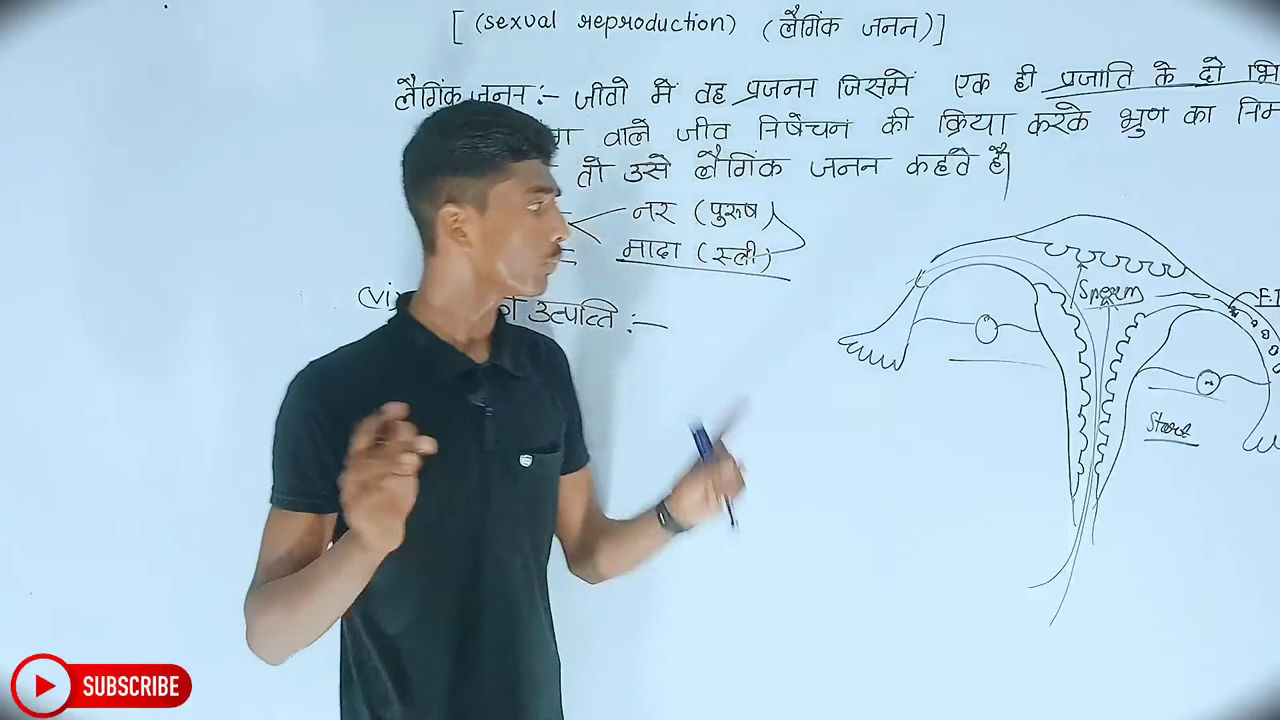 [ (sexual reproduction) (लैगिंक जनन)]
लैगिंक जनन :- जीवो में वह प्रजनन जिसमें एक ही प्रजाति के दो भि
वाले जीव निषेचन की क्रिया करके भ्रुण का निम
तो उसे लैगिंक जनन कहते है|
नर (पुरुष)
मादा (स्त्री)
उत्पत्ति :-
Sperm
F.T
SUBSCRIBE